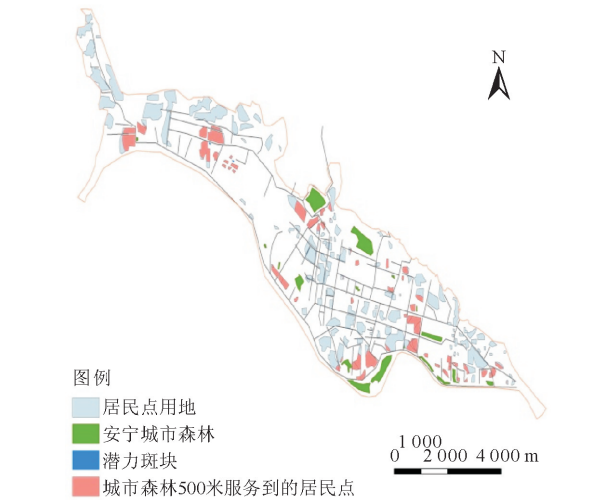 N
图例
居民点用地
安宁城市森林
潜力斑块
城市森林500米服务到的居民点
1 000
0 2 000 4 000 m